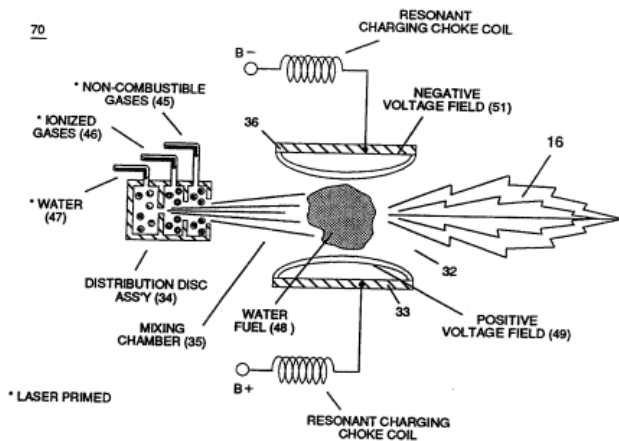 70
RESONANT
CHARGING CHOKE COIL
B-
* NON-COMBUSTIBLE
GASES (45)
* IONIZED
GASES (46)
* WATER
(47)
36
NEGATIVE
VOLTAGE FIELD (51)
16
32
DISTRIBUTION DISC
ASS'Y (34)
MIXING
CHAMBER (35)
WATER
FUEL (48)
33
POSITIVE
VOLTAGE FIELD (49)
B+
* LASER PRIMED
RESONANT CHARGING
CHOKE COIL